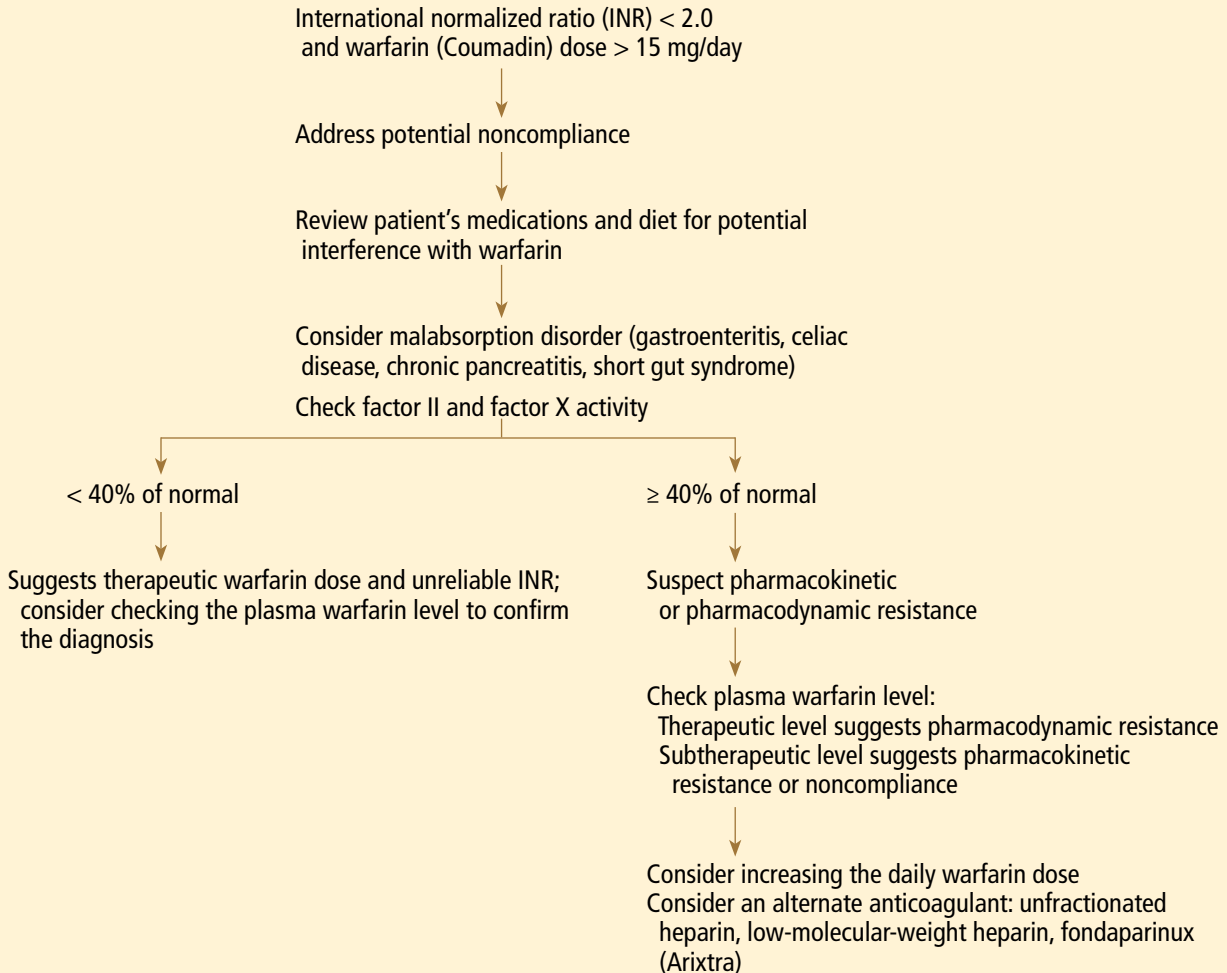 International normalized ratio (INR) < 2.0
and warfarin (Coumadin) dose > 15 mg/day
Address potential noncompliance
Review patient’s medications and diet for potential
interference with warfarin
Consider malabsorption disorder (gastroenteritis, celiac
disease, chronic pancreatitis, short gut syndrome)
Check factor II and factor X activity
< 40% of normal
Suggests therapeutic warfarin dose and unreliable INR;
consider checking the plasma warfarin level to confirm
the diagnosis
≥ 40% of normal
Suspect pharmacokinetic
or pharmacodynamic resistance
Check plasma warfarin level:
Therapeutic level suggests pharmacodynamic resistance
Subtherapeutic level suggests pharmacokinetic
resistance or noncompliance
Consider increasing the daily warfarin dose
Consider an alternate anticoagulant: unfractionated
heparin, low-molecular-weight heparin, fondaparinux
(Arixtra)